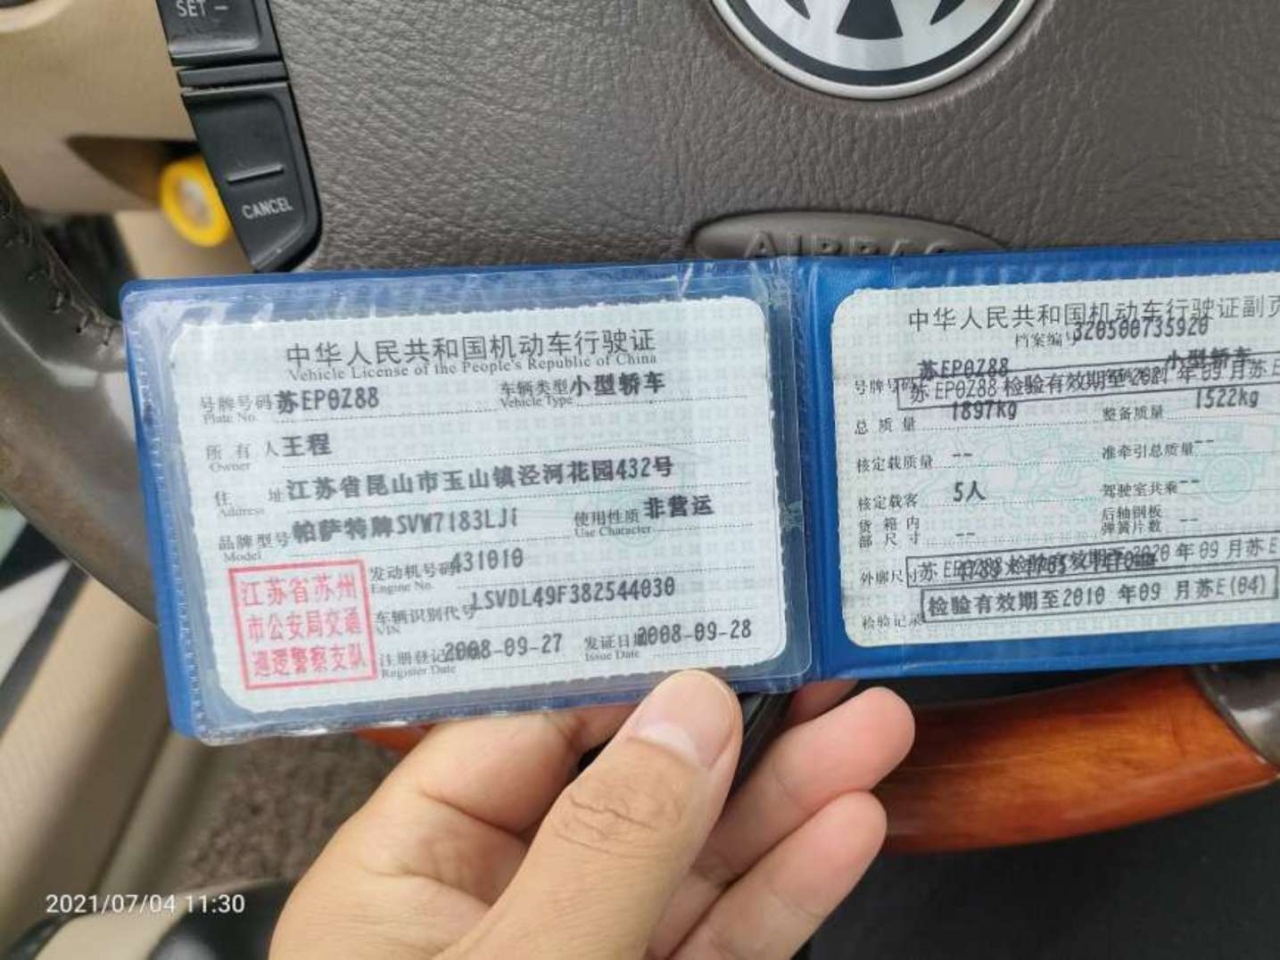 SET -
CANCEL
AIRBAG
中华人民共和国机动车行驶证
Vehicle License of the People's Republic of China
号牌号码 苏EP0Z88 车辆类型 小型轿车
Plate No. Vehicle Type
所有人 王程
Owner
住址 江苏省昆山市玉山镇泾河花园432号
Address
品牌型号 帕萨特牌SVW7183LJi 使用性质 非营运
Model Use Character
江苏省苏州
市公安局交通
巡逻警察支队
发动机号码 431010
Engine No.
车辆识别代号 LSVDL49F382544030
VIN
注册登记 2008-09-27 发证日期 2008-09-28
Register Date Issue Date
中华人民共和国机动车行驶证副页
档案编 320500735920
号牌号码 苏EP0Z88 小型轿车
苏EP0Z88 检验有效期至2021年09月苏E
总质量 1897kg 整备质量 1522kg
核定载质量 -- 准牵引总质量 --
核定载客 5人 驾驶室共乘 --
货箱内部尺寸 -- 后轴钢板弹簧片数 --
外廓尺寸
苏EP0Z88 检验有效期至2020年09月苏E
检验有效期至2010年09月苏E(04)
检验记录
2021/07/04 11:30